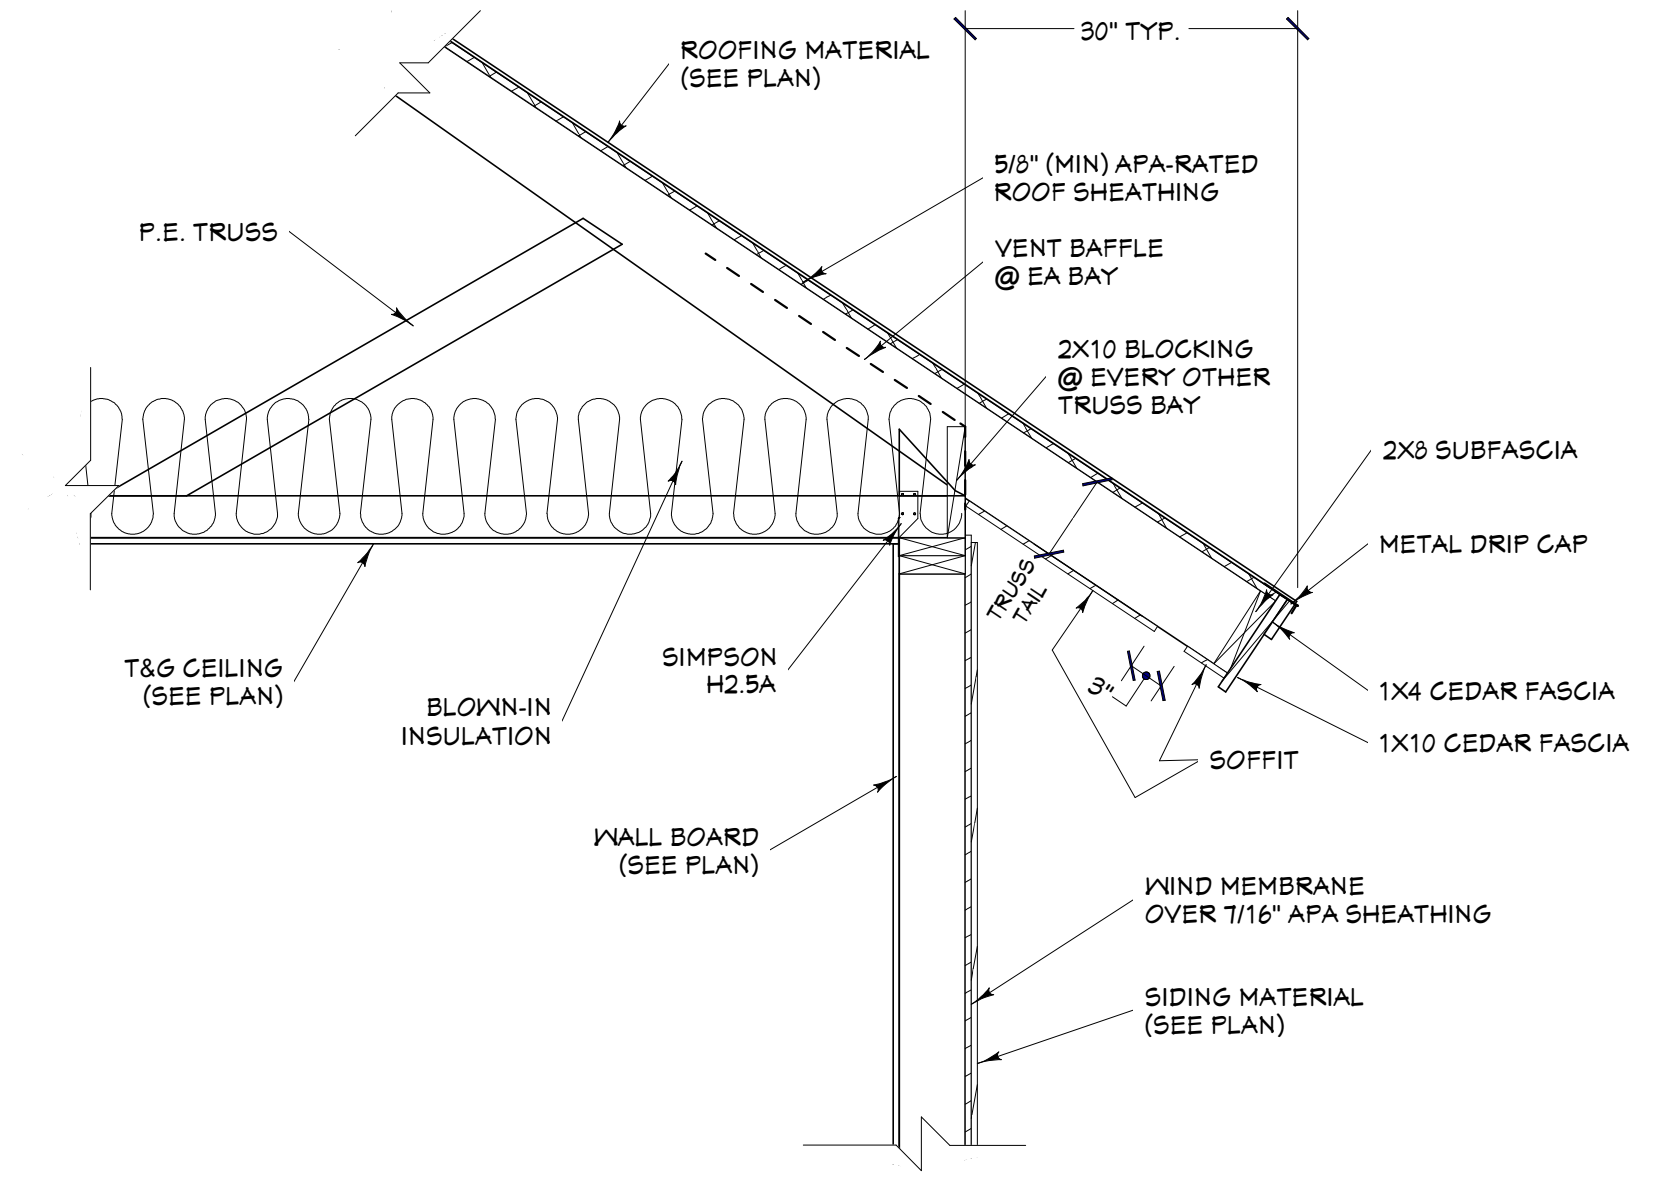 30" TYP.
ROOFING MATERIAL
(SEE PLAN)
5/8" (MIN) APA-RATED
ROOF SHEATHING
P.E. TRUSS
VENT BAFFLE
@ EA BAY
2X10 BLOCKING
@ EVERY OTHER
TRUSS BAY
2X8 SUBFASCIA
METAL DRIP CAP
TRUSS
TAIL
T&G CEILING
(SEE PLAN)
SIMPSON
H2.5A
3"
1X4 CEDAR FASCIA
BLOWN-IN
INSULATION
1X10 CEDAR FASCIA
SOFFIT
WALL BOARD
(SEE PLAN)
WIND MEMBRANE
OVER 7/16" APA SHEATHING
SIDING MATERIAL
(SEE PLAN)